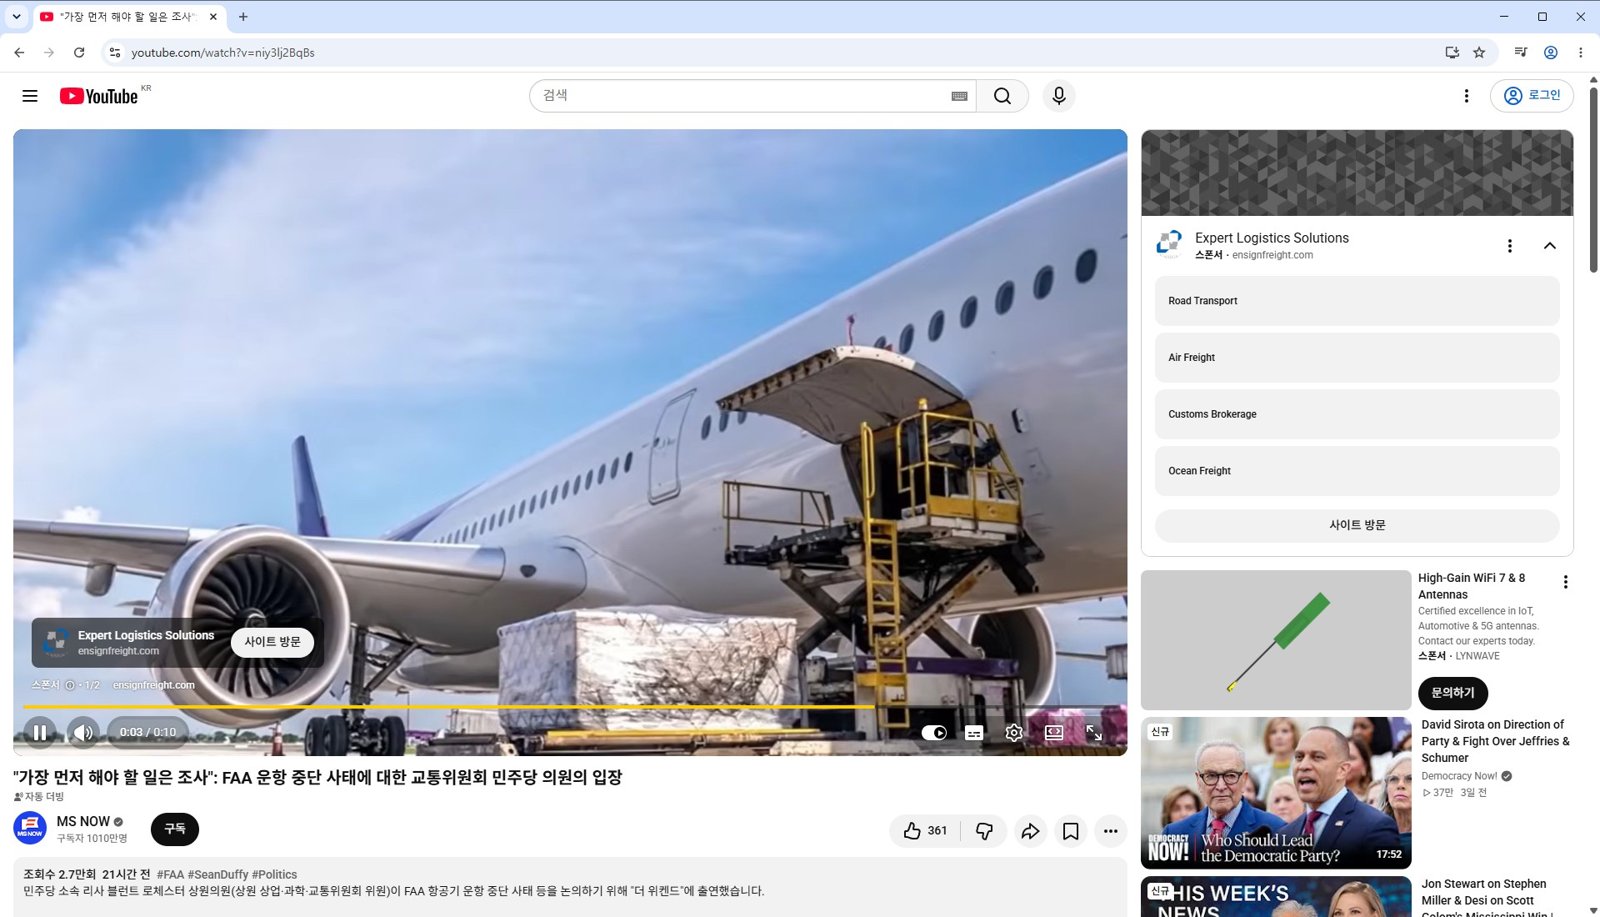 "가장 먼저 해야 할 일은 조사":
youtube.com/watch?v=niy3lj2BqBs
YouTube KR
검색
로그인
Expert Logistics Solutions
ensignfreight.com
사이트 방문
스폰서 · 1/2 ensignfreight.com
0:03 / 0:10
"가장 먼저 해야 할 일은 조사": FAA 운항 중단 사태에 대한 교통위원회 민주당 의원의 입장
자동 더빙
MS NOW
MS NOW
구독자 1010만명
구독
361
조회수 2.7만회 21시간 전 #FAA #SeanDuffy #Politics
민주당 소속 리사 블런트 로체스터 상원의원(상원 상업·과학·교통위원회 위원)이 FAA 항공기 운항 중단 사태 등을 논의하기 위해 "더 위켄드"에 출연했습니다.
Expert Logistics Solutions
스폰서 · ensignfreight.com
Road Transport
Air Freight
Customs Brokerage
Ocean Freight
사이트 방문
High-Gain WiFi 7 & 8
Antennas
Certified excellence in IoT,
Automotive & 5G antennas.
Contact our experts today.
스폰서 · LYNWAVE
문의하기
신규
DEMOCRACY NOW!
Who Should Lead
the Democratic Party?
17:52
David Sirota on Direction of
Party & Fight Over Jeffries &
Schumer
Democracy Now!
37만 3일 전
신규
THIS WEEK'S
NEWS
Jon Stewart on Stephen
Miller & Desi on Scott
Colom's Mississippi Win |